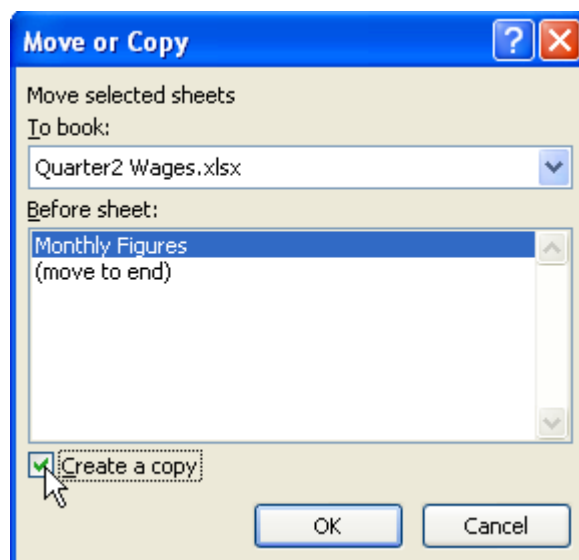 Move or Copy
Move selected sheets
To book:
Quarter2 Wages.xlsx
Before sheet:
Monthly Figures
(move to end)
Create a copy
OK Cancel